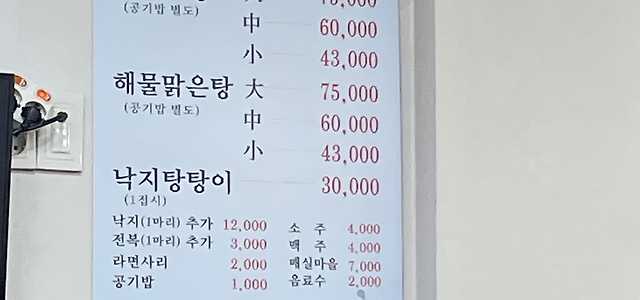 (공기밥 별도)
中 60,000
小 43,000
해물맑은탕 大 75,000
(공기밥 별도)
中 60,000
小 43,000
낙지탕탕이 30,000
(1접시)
낙지(1마리) 추가 12,000 소 주 4,000
전복(1마리) 추가 3,000 맥 주 4,000
라면사리 2,000 매실마을 7,000
공기밥 1,000 음료수 2,000